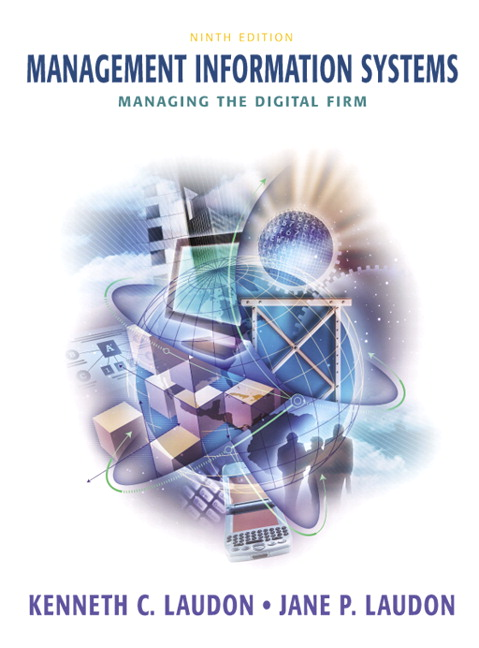 NINTH EDITION
MANAGEMENT INFORMATION SYSTEMS
MANAGING THE DIGITAL FIRM
KENNETH C. LAUDON • JANE P. LAUDON